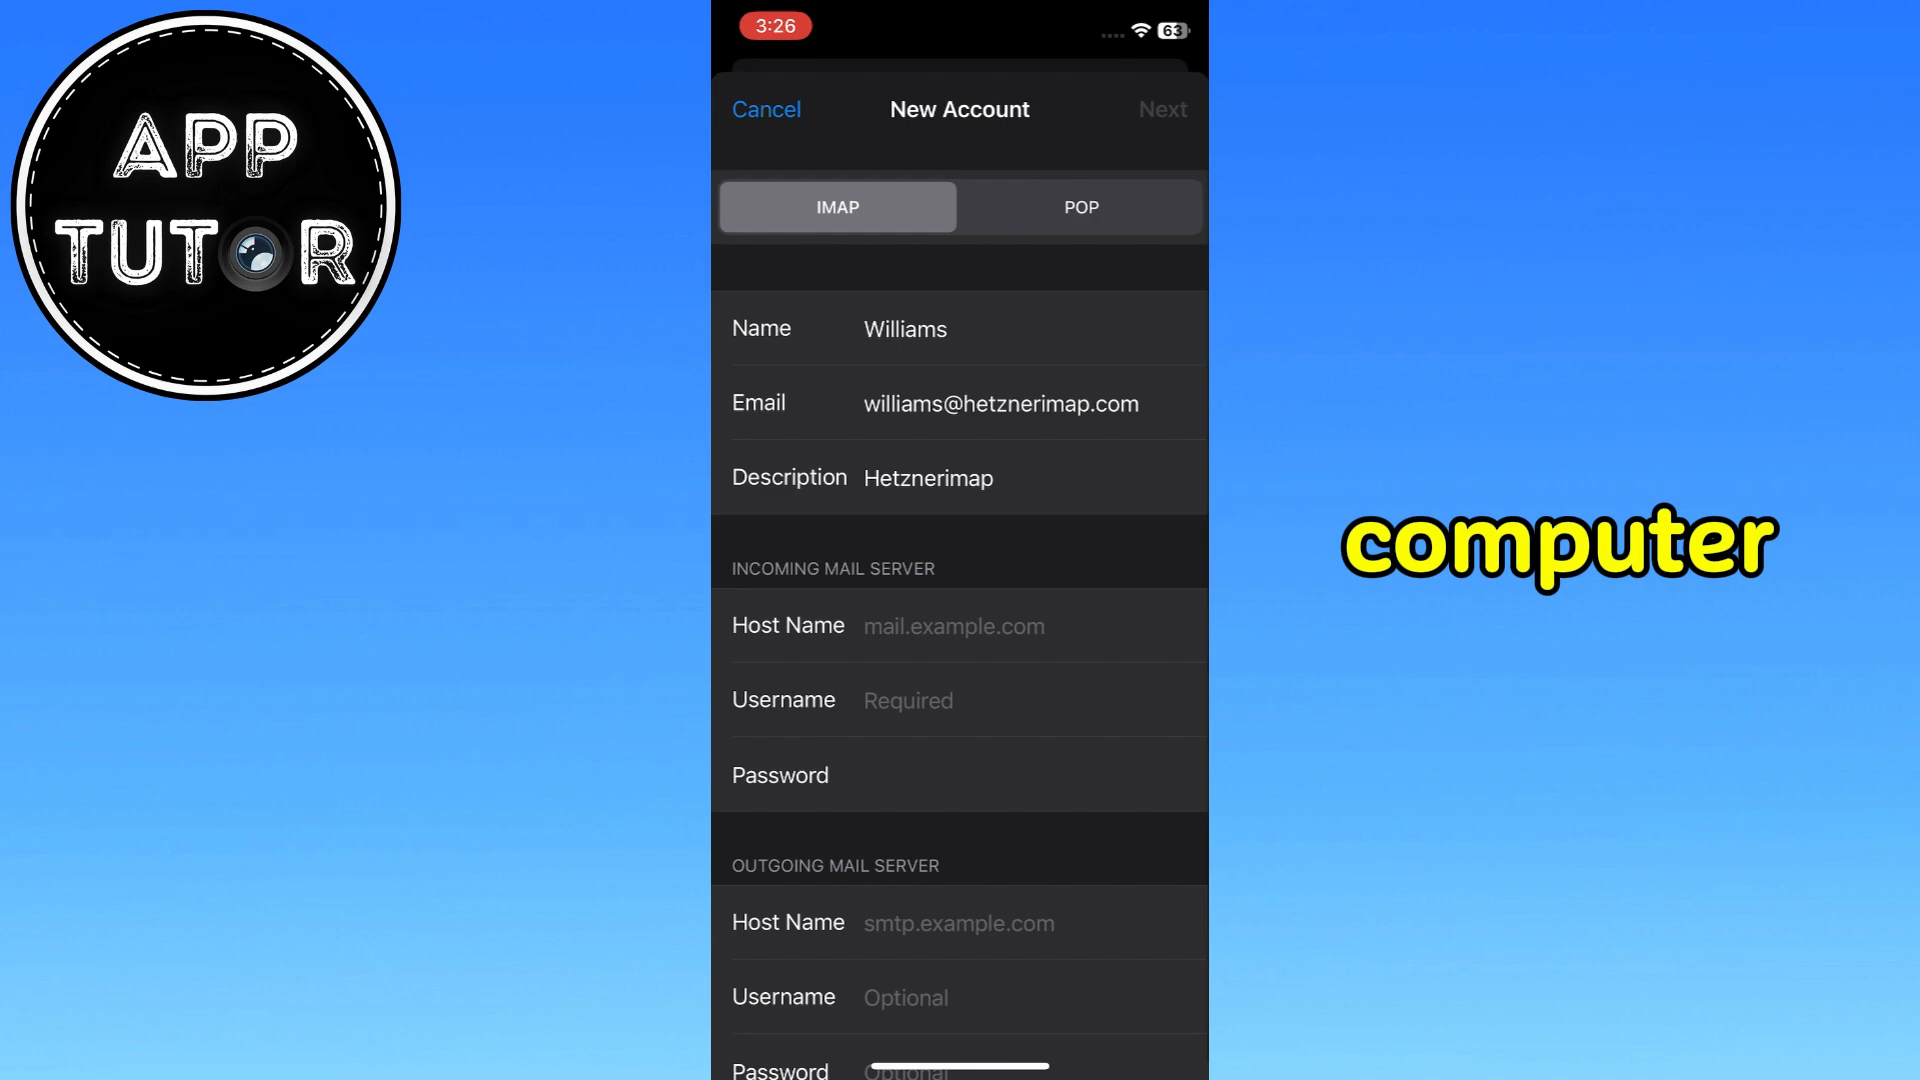 APP
TUTOR
3:26
63
Cancel New Account Next
IMAP POP
Name Williams
Email williams@hetznerimap.com
Description Hetznerimap
INCOMING MAIL SERVER
Host Name mail.example.com
Username Required
Password
OUTGOING MAIL SERVER
Host Name smtp.example.com
Username Optional
Password Optional
computer